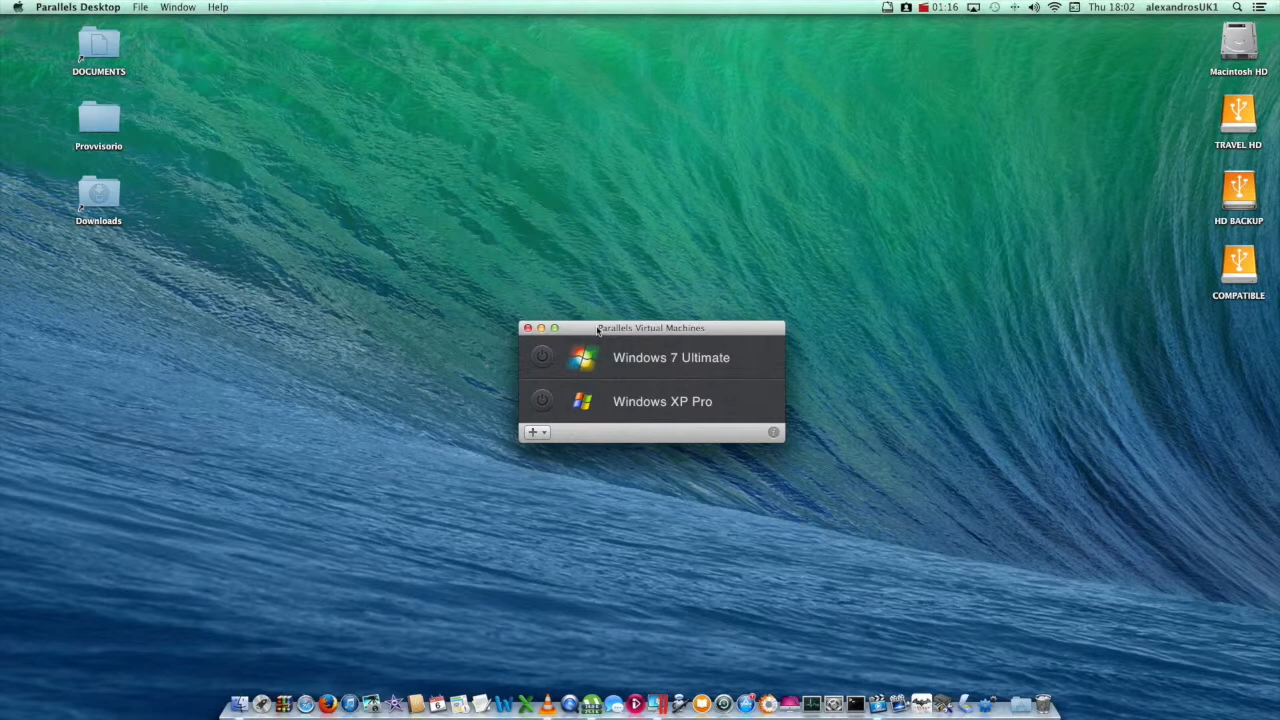 Parallels Desktop File Window Help 01:16 Thu 18:02 alexandrosUK1
DOCUMENTS
Provvisorio
Downloads
Macintosh HD
TRAVEL HD
HD BACKUP
COMPATIBLE
Parallels Virtual Machines
Windows 7 Ultimate
Windows XP Pro